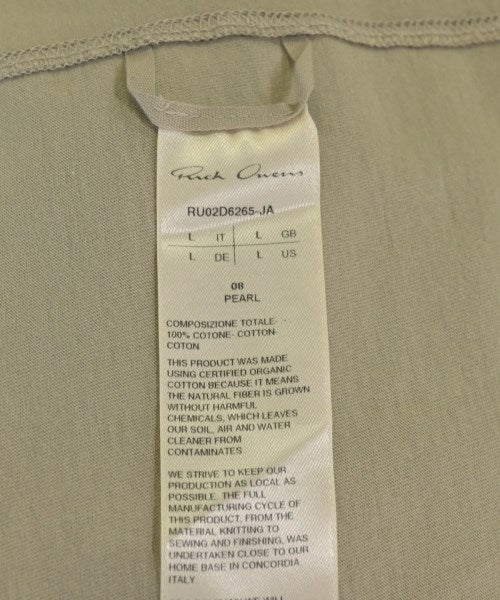 Rick Owens
RU02D6265-JA
L IT L GB
L DE L US
08
PEARL
COMPOSIZIONE TOTALE-
100% COTONE- COTTON-
COTON
THIS PRODUCT WAS MADE
USING CERTIFIED ORGANIC
COTTON BECAUSE IT MEANS
THE NATURAL FIBER IS GROWN
WITHOUT HARMFUL
CHEMICALS, WHICH LEAVES
OUR SOIL, AIR AND WATER
CLEANER FROM
CONTAMINATES
WE STRIVE TO KEEP OUR
PRODUCTION AS LOCAL AS
POSSIBLE. THE FULL
MANUFACTURING CYCLE OF
THIS PRODUCT, FROM THE
MATERIAL KNITTING TO
SEWING AND FINISHING, WAS
UNDERTAKEN CLOSE TO OUR
HOME BASE IN CONCORDIA
ITALY